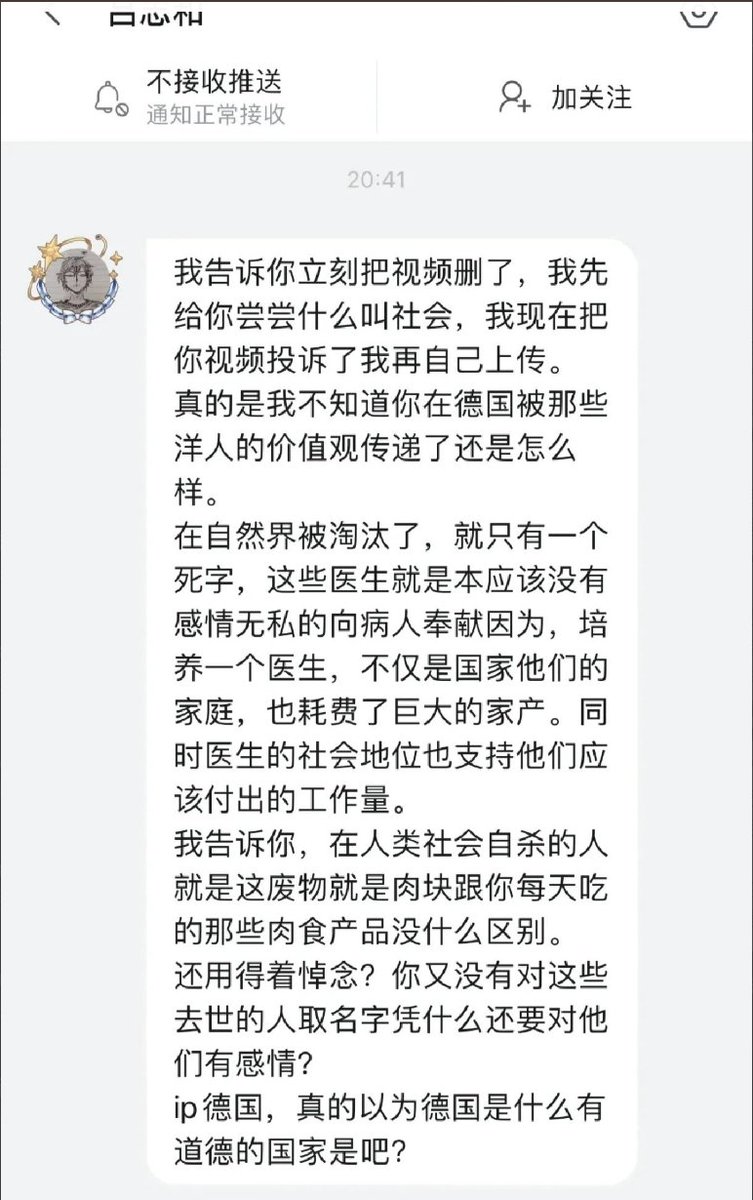 不接收推送
通知正常接收
加关注
20:41
我告诉你立刻把视频删了，我先
给你尝尝什么叫社会，我现在把
你视频投诉了我再自己上传。
真的是我不知道你在德国被那些
洋人的价值观传递了还是怎么
样。
在自然界被淘汰了，就只有一个
死字，这些医生就是本应该没有
感情无私的向病人奉献因为，培
养一个医生，不仅是国家他们的
家庭，也耗费了巨大的家产。同
时医生的社会地位也支持他们应
该付出的工作量。
我告诉你，在人类社会自杀的人
就是这废物就是肉块跟你每天吃
的那些肉食产品没什么区别。
还用得着悼念？你又没有对这些
去世的人取名字凭什么还要对他
们有感情？
ip德国，真的以为德国是什么有
道德的国家是吧？